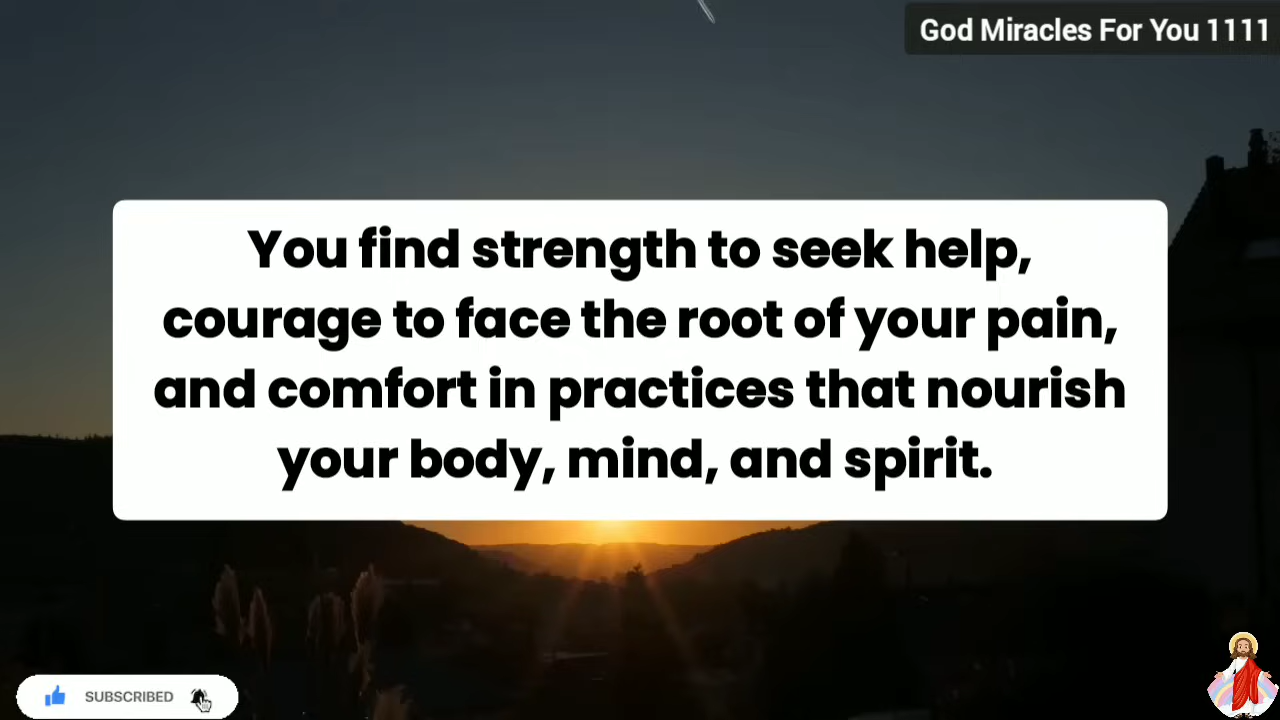 God Miracles For You 1111
You find strength to seek help,
courage to face the root of your pain,
and comfort in practices that nourish
your body, mind, and spirit.
SUBSCRIBED